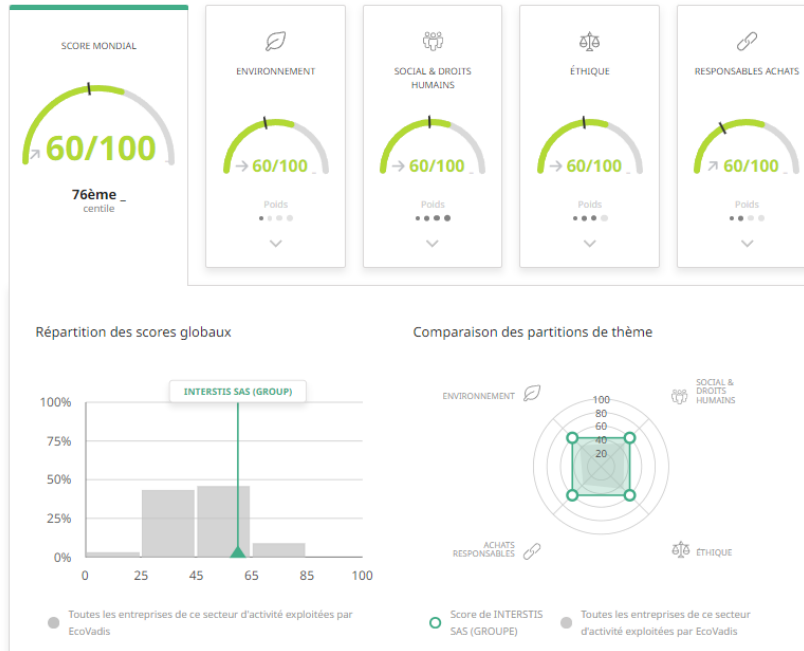 SCORE MONDIAL
60/100
76ème _
centile
ENVIRONNEMENT
60/100 _
Poids
SOCIAL & DROITS
HUMAINS
60/100 _
Poids
ÉTHIQUE
60/100 _
Poids
RESPONSABLES ACHATS
60/100 _
Poids
Répartition des scores globaux
INTERSTIS SAS (GROUP)
100%
75%
50%
25%
0%
0 25 45 65 85 100
Toutes les entreprises de ce secteur d'activité exploitées par
EcoVadis
Comparaison des partitions de thème
ENVIRONNEMENT
SOCIAL &
DROITS
HUMAINS
100
80
60
40
20
ACHATS
RESPONSABLES
ÉTHIQUE
Score de INTERSTIS
SAS (GROUPE)
Toutes les entreprises de ce secteur
d'activité exploitées par EcoVadis